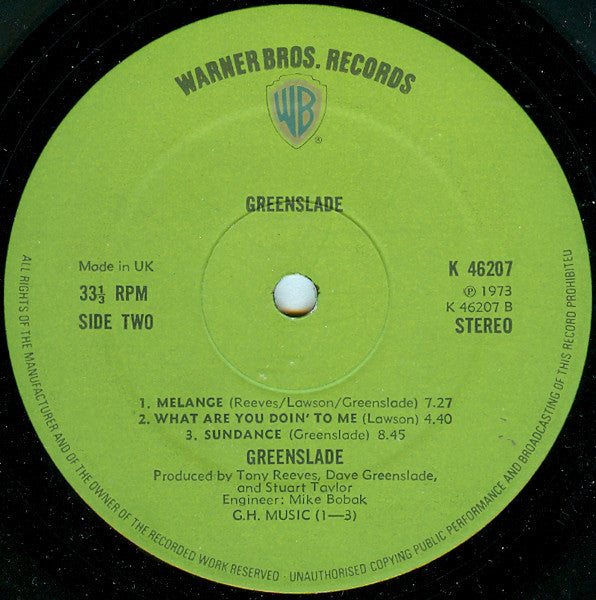 WARNER BROS. RECORDS
WB
®
GREENSLADE
Made in UK
33⅓ RPM
SIDE TWO
K 46207
℗ 1973
K 46207 B
STEREO
1. MELANGE (Reeves/Lawson/Greenslade) 7.27
2. WHAT ARE YOU DOIN' TO ME (Lawson) 4.40
3. SUNDANCE (Greenslade) 8.45
GREENSLADE
Produced by Tony Reeves, Dave Greenslade,
and Stuart Taylor
Engineer: Mike Bobak
G.H. MUSIC (1—3)
ALL RIGHTS OF THE MANUFACTURER AND OF THE OWNER OF THE RECORDED WORK RESERVED · UNAUTHORISED COPYING PUBLIC PERFORMANCE AND BROADCASTING OF THIS RECORD PROHIBITED